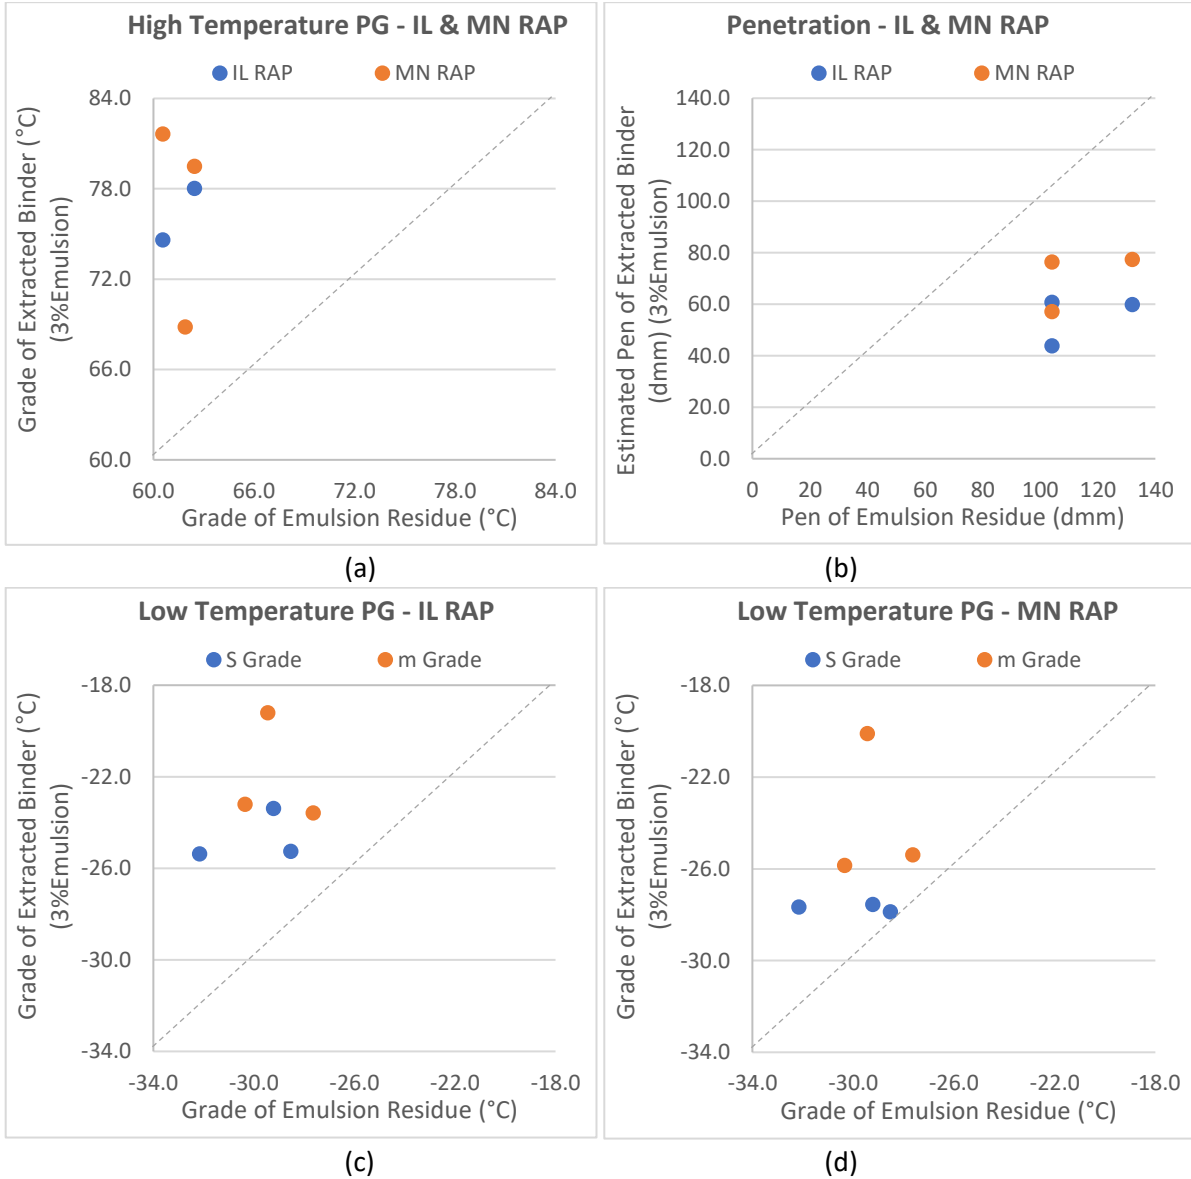 High Temperature PG - IL & MN RAP
IL RAP MN RAP
Grade of Extracted Binder (°C)
(3%Emulsion)
84.0
78.0
72.0
66.0
60.0
60.0 66.0 72.0 78.0 84.0
Grade of Emulsion Residue (°C)
(a)
Penetration - IL & MN RAP
IL RAP MN RAP
Estimated Pen of Extracted Binder
(dmm) (3%Emulsion)
140.0
120.0
100.0
80.0
60.0
40.0
20.0
0.0
0 20 40 60 80 100 120 140
Pen of Emulsion Residue (dmm)
(b)
Low Temperature PG - IL RAP
S Grade m Grade
Grade of Extracted Binder (°C)
(3%Emulsion)
-18.0
-22.0
-26.0
-30.0
-34.0
-34.0 -30.0 -26.0 -22.0 -18.0
Grade of Emulsion Residue (°C)
(c)
Low Temperature PG - MN RAP
S Grade m Grade
Grade of Extracted Binder (°C)
(3%Emulsion)
-18.0
-22.0
-26.0
-30.0
-34.0
-34.0 -30.0 -26.0 -22.0 -18.0
Grade of Emulsion Residue (°C)
(d)